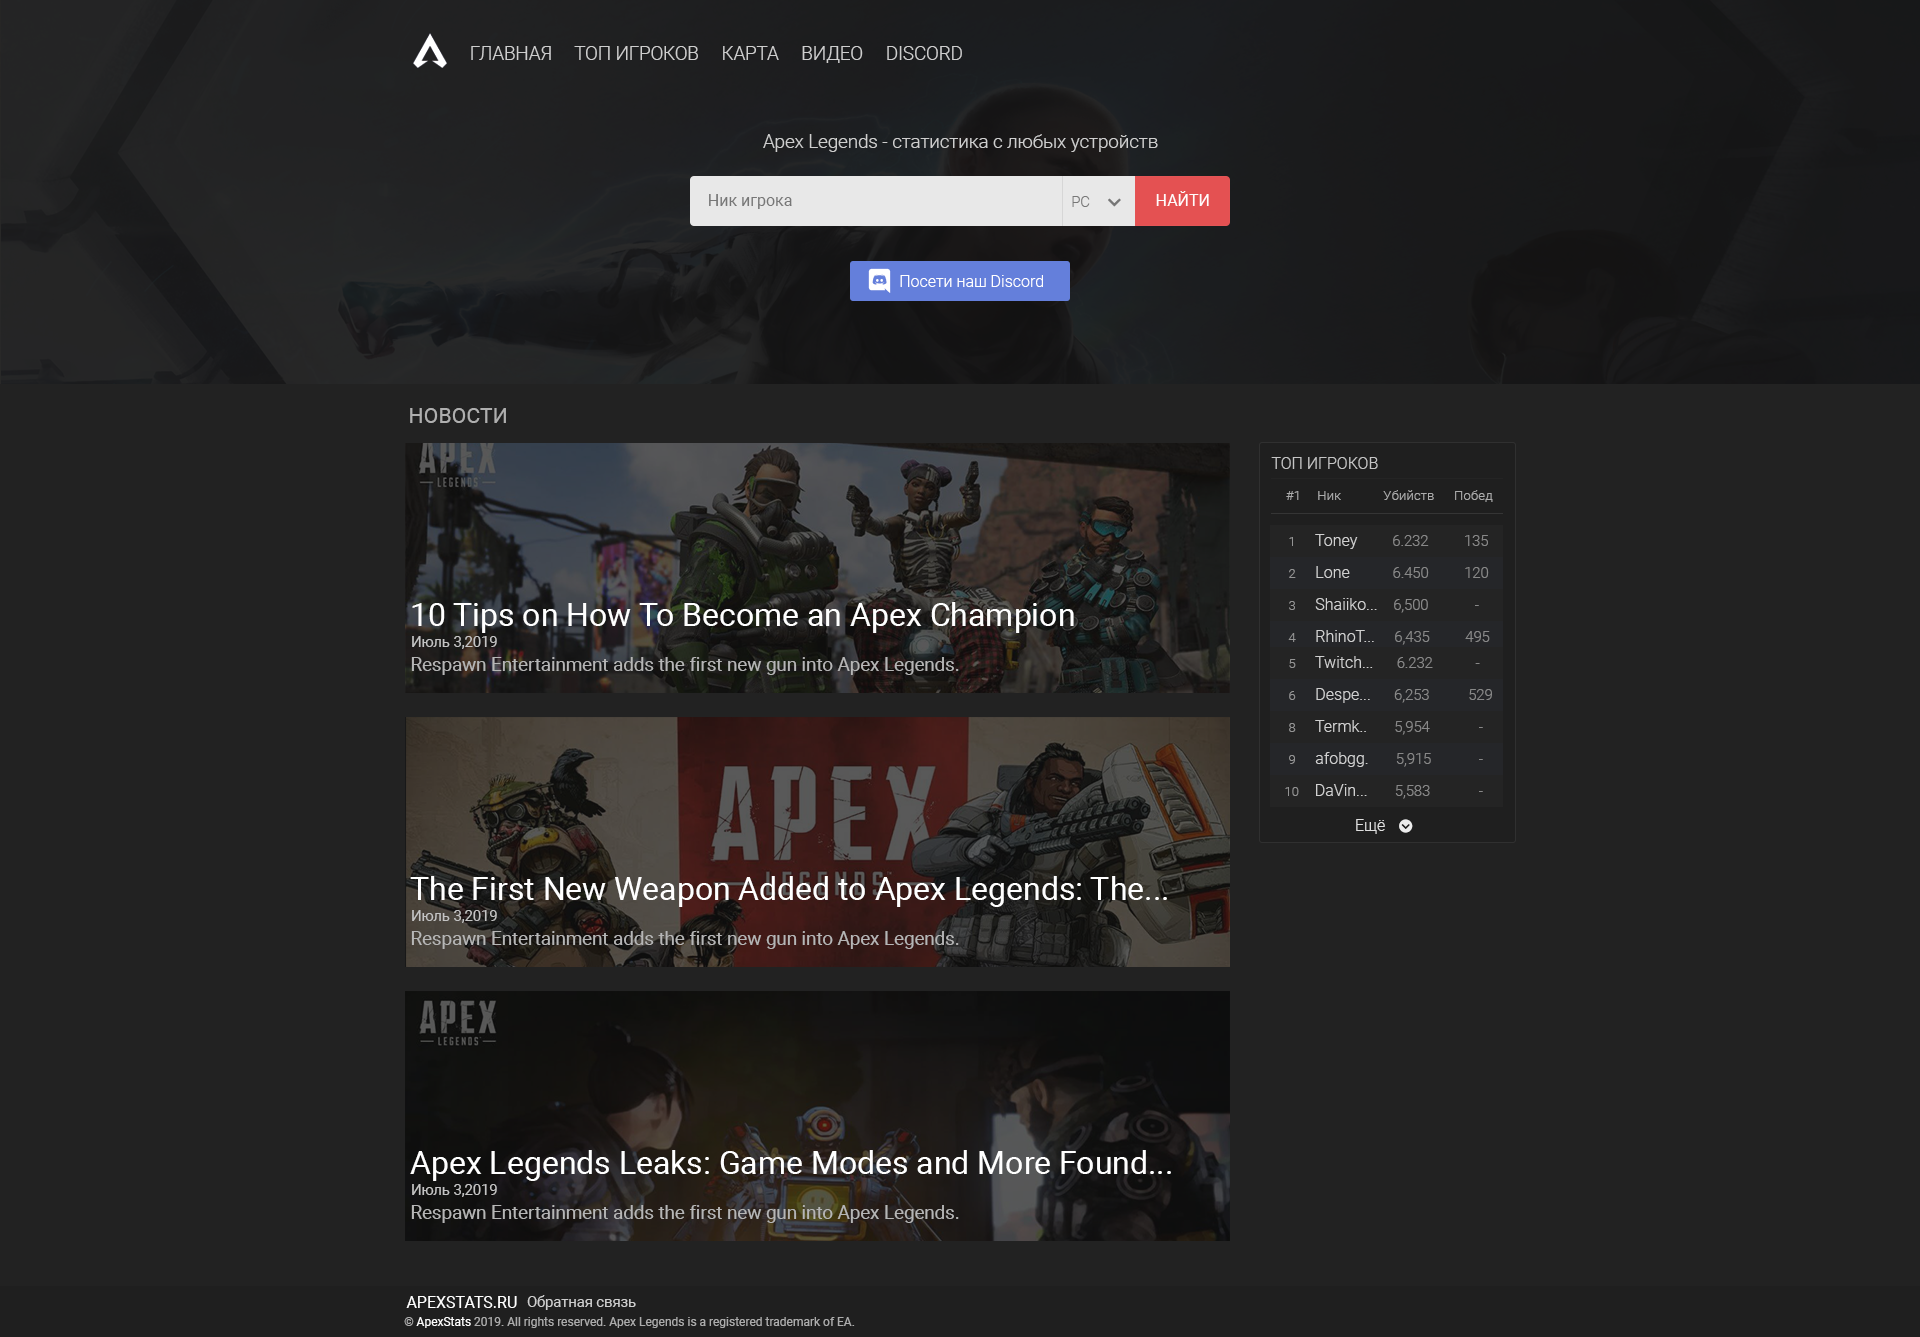 ГЛАВНАЯ ТОП ИГРОКОВ КАРТА ВИДЕО DISCORD
Apex Legends - статистика с любых устройств
Ник игрока PC НАЙТИ
Посети наш Discord
НОВОСТИ
APEX
LEGENDS
10 Tips on How To Become an Apex Champion
Июль 3,2019
Respawn Entertainment adds the first new gun into Apex Legends.
APEX
LEGENDS
The First New Weapon Added to Apex Legends: The...
Июль 3,2019
Respawn Entertainment adds the first new gun into Apex Legends.
APEX
LEGENDS
Apex Legends Leaks: Game Modes and More Found...
Июль 3,2019
Respawn Entertainment adds the first new gun into Apex Legends.
ТОП ИГРОКОВ
#1 Ник Убийств Побед
1 Toney 6.232 135
2 Lone 6.450 120
3 Shaiiko... 6,500 -
4 RhinoT... 6,435 495
5 Twitch... 6.232 -
6 Despe... 6,253 529
8 Termk.. 5,954 -
9 afobgg. 5,915 -
10 DaVin... 5,583 -
Ещё
APEXSTATS.RU Обратная связь
© ApexStats 2019. All rights reserved. Apex Legends is a registered trademark of EA.